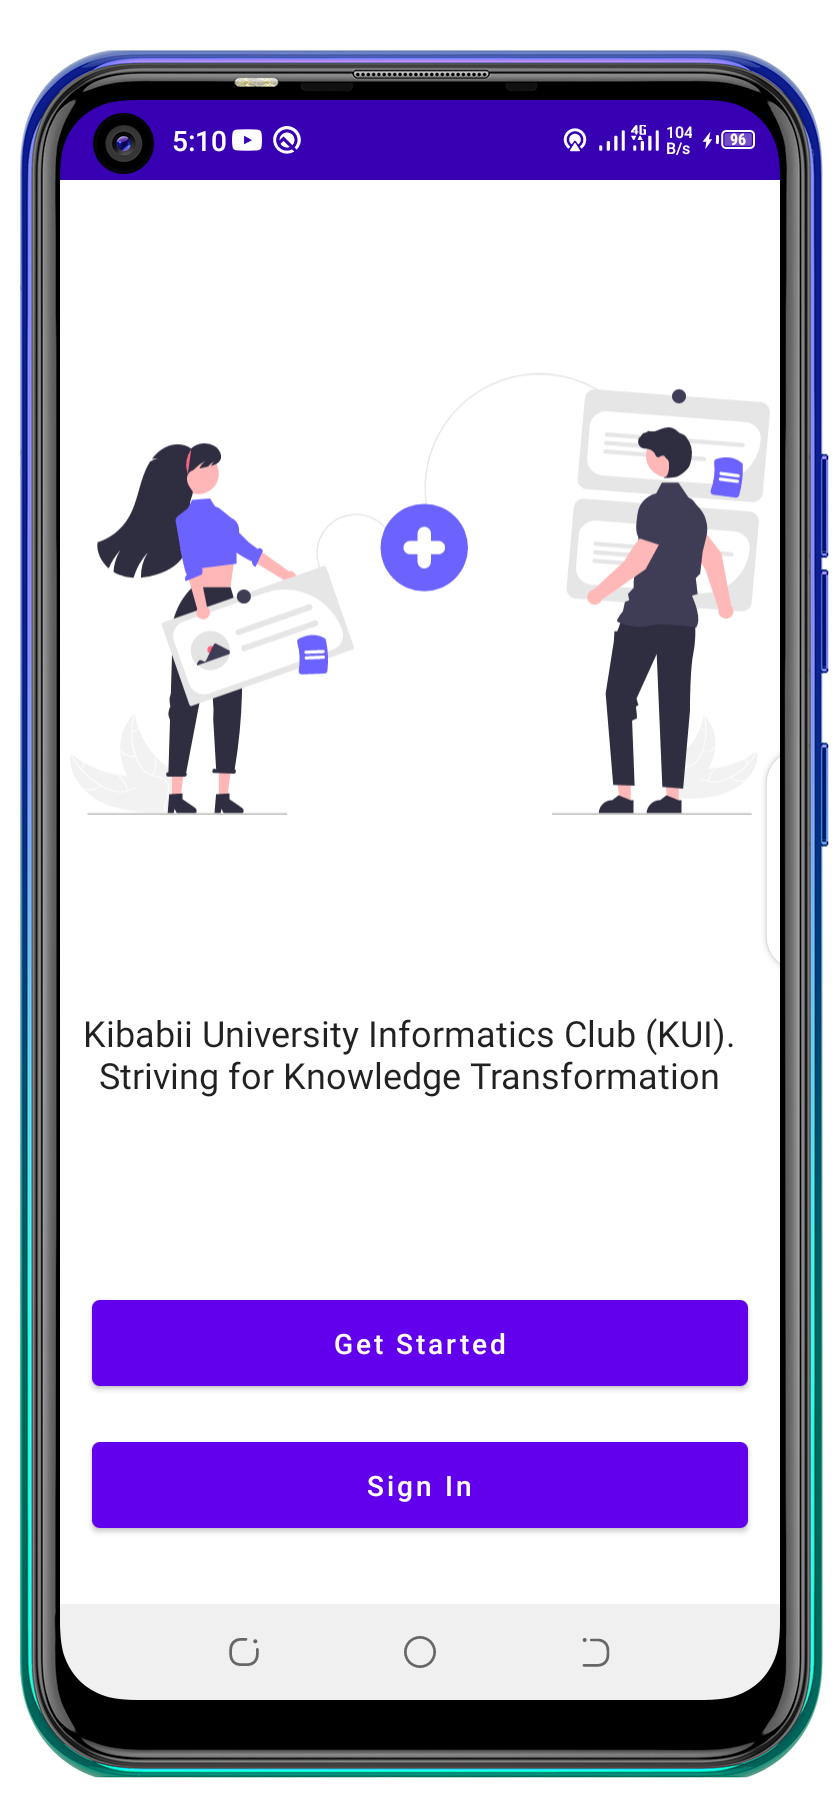 5:10 4G 104 B/s 96
Kibabii University Informatics Club (KUI).
Striving for Knowledge Transformation
Get Started
Sign In